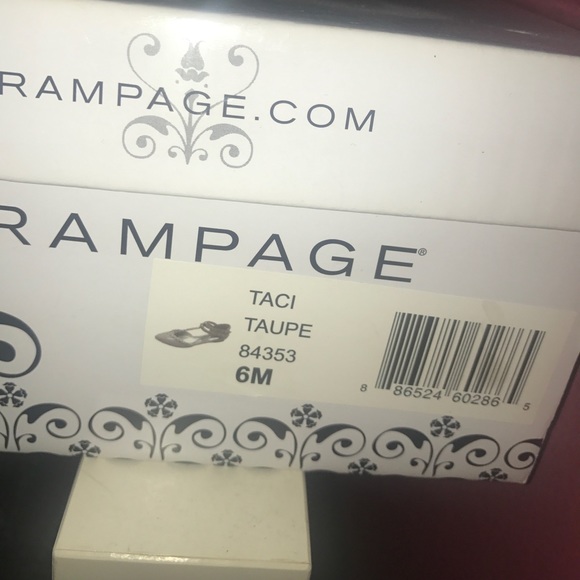 RAMPAGE.COM
RAMPAGE®
TACI
TAUPE
84353
6M
8 86524 60286 5